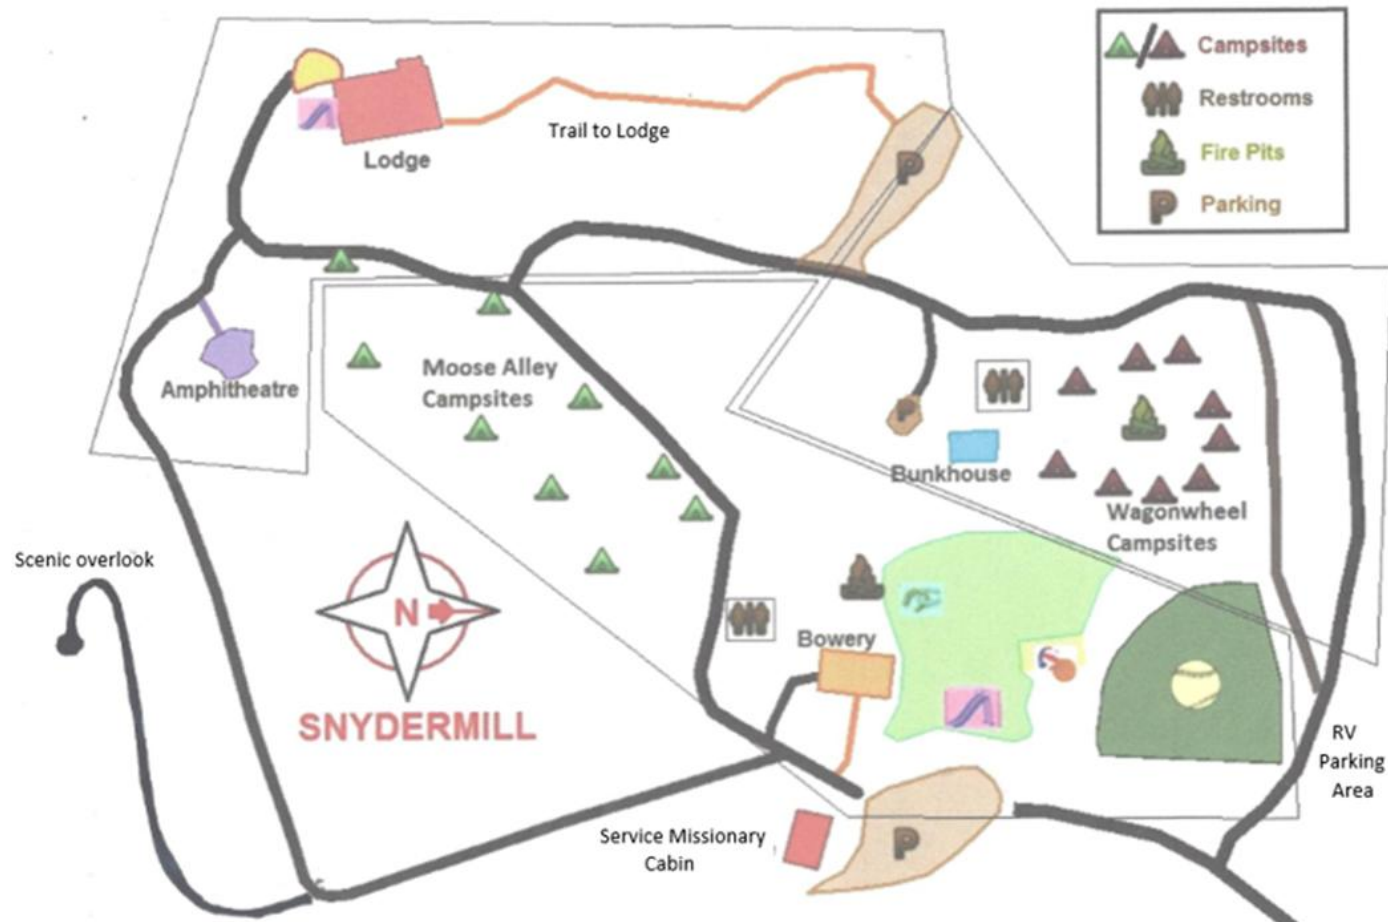 Campsites
Restrooms
Fire Pits
P Parking
Trail to Lodge
Lodge
P
Amphitheatre
Moose Alley
Campsites
P
Bunkhouse
Wagonwheel
Campsites
Scenic overlook
N
SNYDERMILL
Bowery
RV
Parking
Area
Service Missionary
Cabin
P